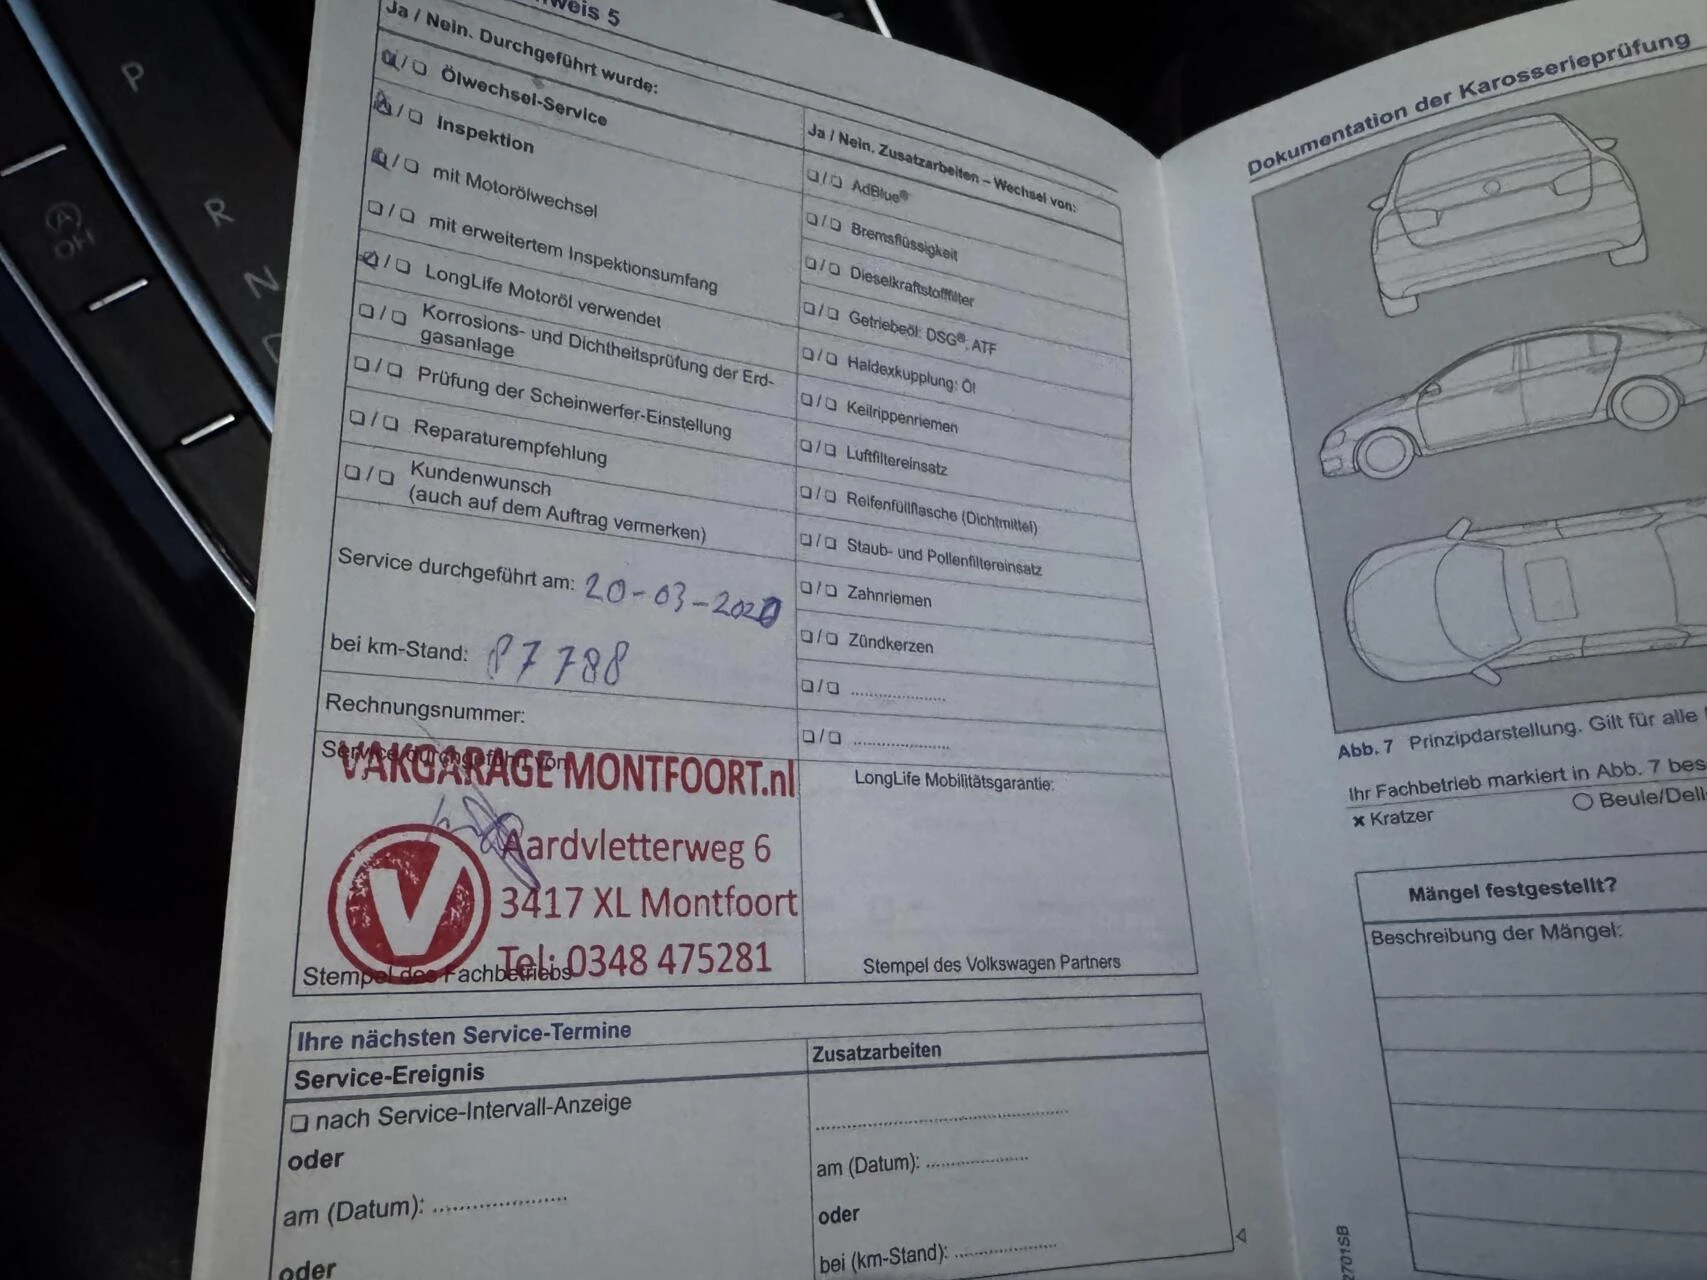 weis 5
Ja / Nein. Durchgeführt wurde:
Ölwechsel-Service
Inspektion
mit Motorölwechsel
mit erweitertem Inspektionsumfang
LongLife Motoröl verwendet
Korrosions- und Dichtheitsprüfung der Erd-
gasanlage
Prüfung der Scheinwerfer-Einstellung
Reparaturempfehlung
Kundenwunsch
(auch auf dem Auftrag vermerken)
Service durchgeführt am: 20-03-2020
bei km-Stand: 87788
Rechnungsnummer:
Service durchgeführt von
VAKGARAGE MONTFOORT.nl
Aardvletterweg 6
3417 XL Montfoort
Tel: 0348 475281
Stempel des Fachbetriebs
Ja / Nein. Zusatzarbeiten – Wechsel von:
AdBlue®
Bremsflüssigkeit
Dieselkraftstofffilter
Getriebeöl: DSG®, ATF
Haldexkupplung: Öl
Keilrippenriemen
Luftfiltereinsatz
Reifenfüllflasche (Dichtmittel)
Staub- und Pollenfiltereinsatz
Zahnriemen
Zündkerzen
LongLife Mobilitätsgarantie:
Stempel des Volkswagen Partners
Ihre nächsten Service-Termine
Service-Ereignis
nach Service-Intervall-Anzeige
oder
am (Datum):
oder
Zusatzarbeiten
am (Datum):
oder
bei (km-Stand):
Dokumentation der Karosserieprüfung
Abb. 7 Prinzipdarstellung. Gilt für alle
Ihr Fachbetrieb markiert in Abb. 7 bes
Kratzer
Beule/Dell
Mängel festgestellt?
Beschreibung der Mängel:
2701SB
P
R
N
D
A
OFF